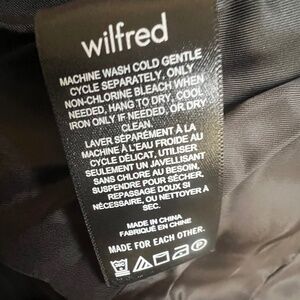 wilfred
MACHINE WASH COLD GENTLE
CYCLE SEPARATELY, ONLY
NON-CHLORINE BLEACH WHEN
NEEDED, HANG TO DRY, COOL
IRON ONLY IF NEEDED, OR DRY
CLEAN.
LAVER SÉPARÉMENT À LA
MACHINE À L'EAU FROIDE AU
CYCLE DÉLICAT, UTILISER
SEULEMENT UN JAVELLISANT
SANS CHLORE AU BESOIN,
SUSPENDRE POUR SÉCHER,
REPASSAGE DOUX SI
NÉCESSAIRE, OU NETTOYER À
SEC.
MADE IN CHINA
FABRIQUÉ EN CHINE
MADE FOR EACH OTHER.